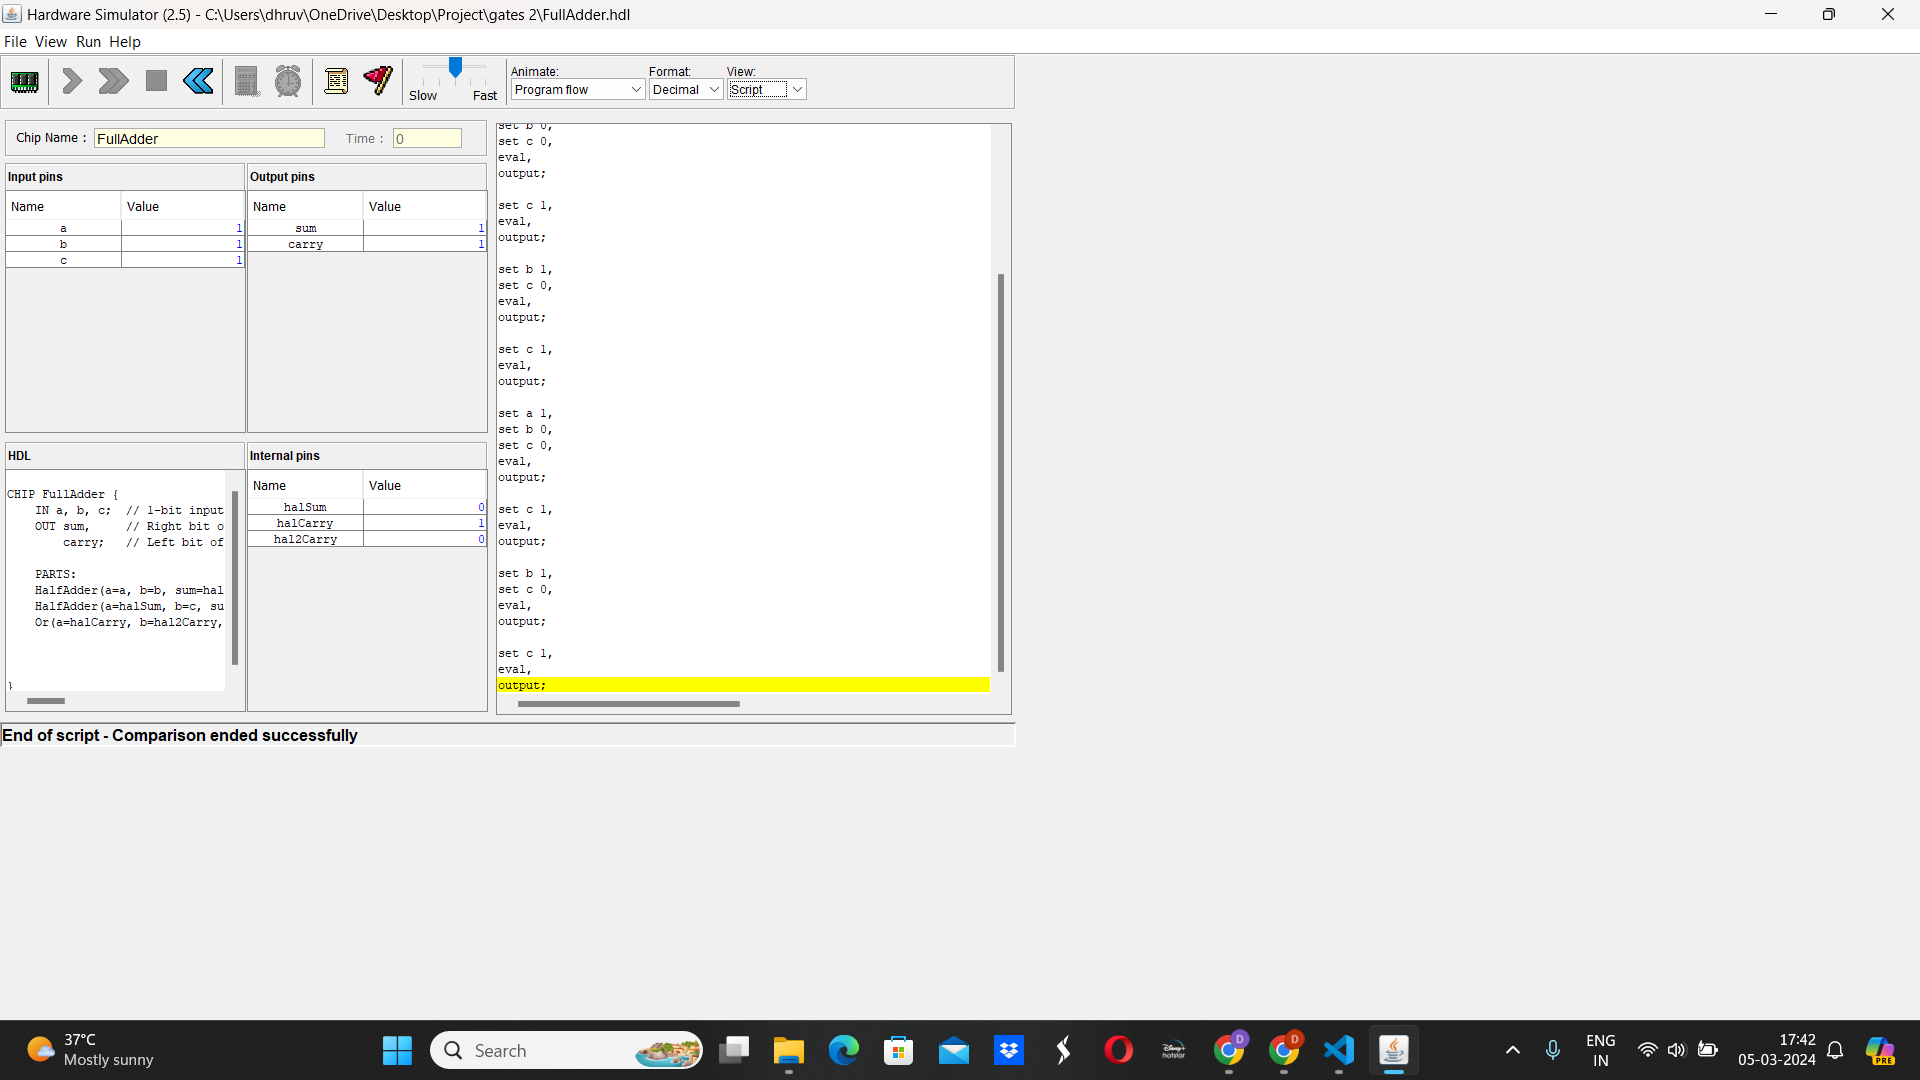 Hardware Simulator (2.5) - C:\Users\dhruv\OneDrive\Desktop\Project\gates 2\FullAdder.hdl
File View Run Help
Slow Fast
Animate:
Program flow
Format:
Decimal
View:
Script
Chip Name :
FullAdder
Time :
0
Input pins
Name Value
a 1
b 1
c 1
Output pins
Name Value
sum 1
carry 1
HDL
CHIP FullAdder {
IN a, b, c; // 1-bit input
OUT sum, // Right bit o
carry; // Left bit of
PARTS:
HalfAdder(a=a, b=b, sum=hal
HalfAdder(a=halSum, b=c, su
Or(a=halCarry, b=hal2Carry,
}
Internal pins
Name Value
halSum 0
halCarry 1
hal2Carry 0
set b 0,
set c 0,
eval,
output;
set c 1,
eval,
output;
set b 1,
set c 0,
eval,
output;
set c 1,
eval,
output;
set a 1,
set b 0,
set c 0,
eval,
output;
set c 1,
eval,
output;
set b 1,
set c 0,
eval,
output;
set c 1,
eval,
output;
End of script - Comparison ended successfully
37°C
Mostly sunny
Search
Disney+
hotstar
D
D
ENG
IN
17:42
05-03-2024
PRE